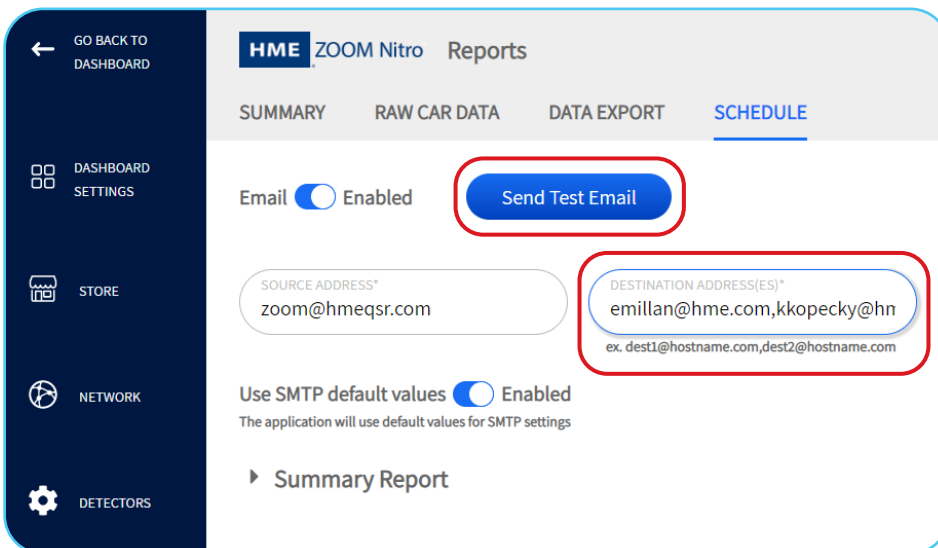 GO BACK TO
DASHBOARD
HME ZOOM Nitro Reports
SUMMARY RAW CAR DATA DATA EXPORT SCHEDULE
DASHBOARD
SETTINGS
Email Enabled Send Test Email
STORE
SOURCE ADDRESS* DESTINATION ADDRESS(ES)*
zoom@hmeqsr.com emillan@hme.com,kkopecky@hm
ex. dest1@hostname.com,dest2@hostname.com
NETWORK
Use SMTP default values Enabled
The application will use default values for SMTP settings
Summary Report
DETECTORS